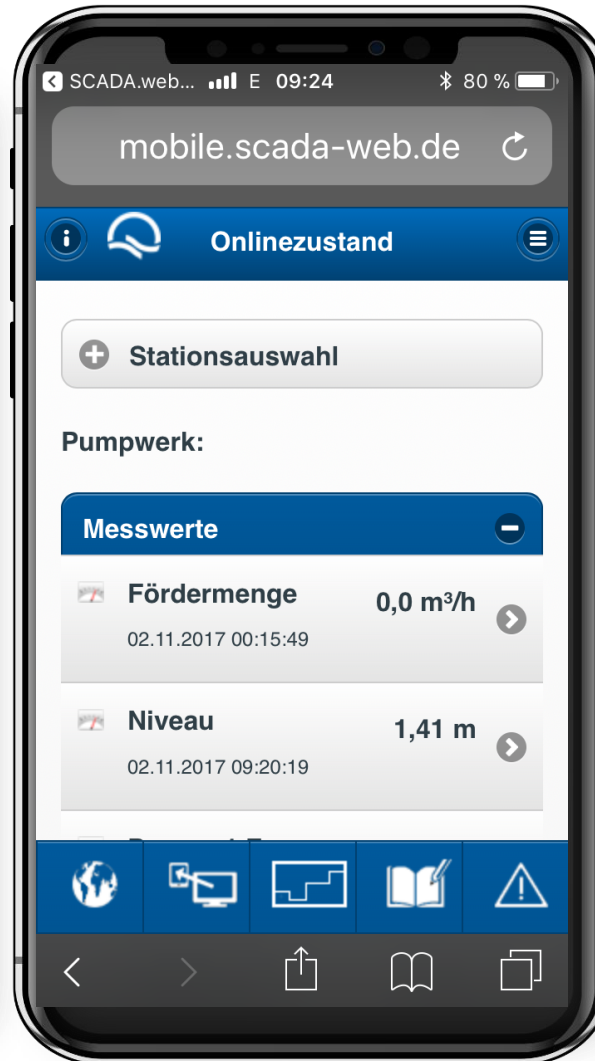 SCADA.web... E 09:24 80 %
mobile.scada-web.de
Onlinezustand
Stationsauswahl
Pumpwerk:
Messwerte
Fördermenge 0,0 m³/h
02.11.2017 00:15:49
Niveau 1,41 m
02.11.2017 09:20:19